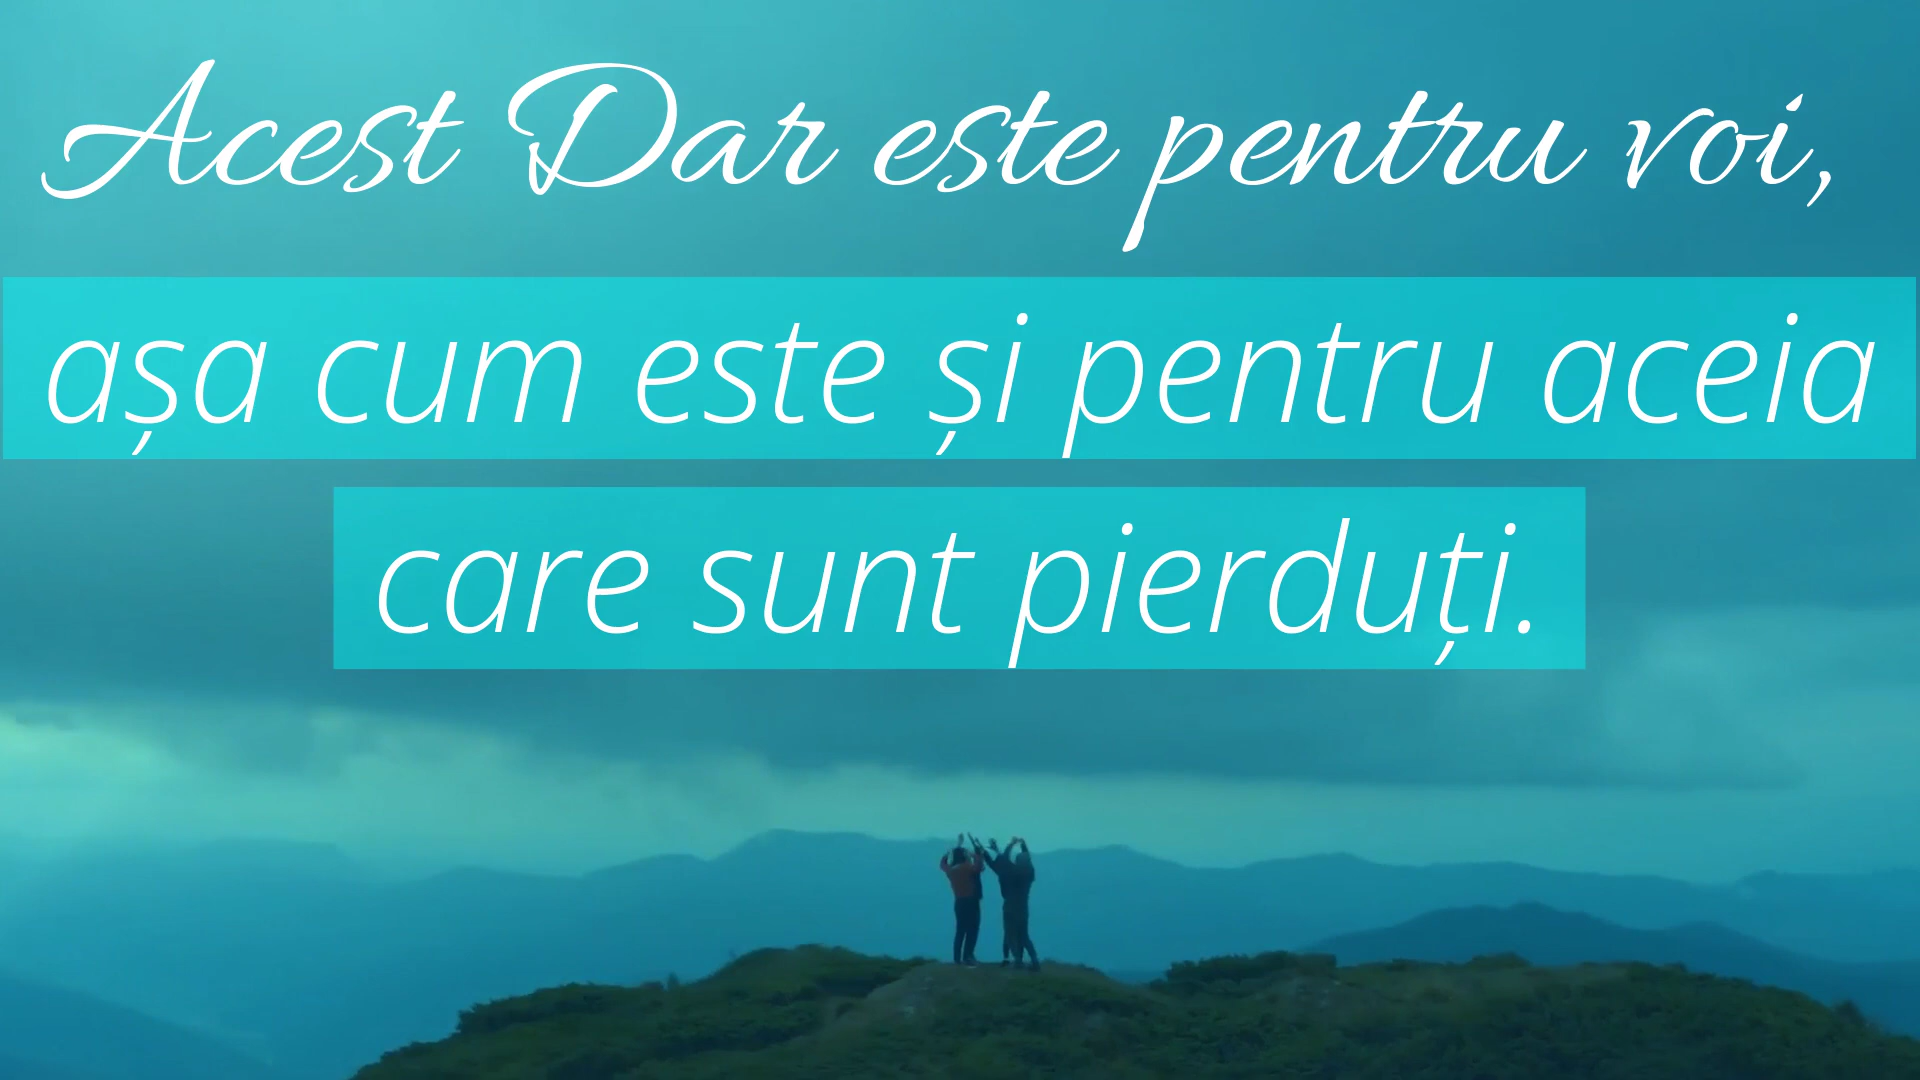 Acest Dar este pentru voi,
așa cum este și pentru aceia
care sunt pierduți.